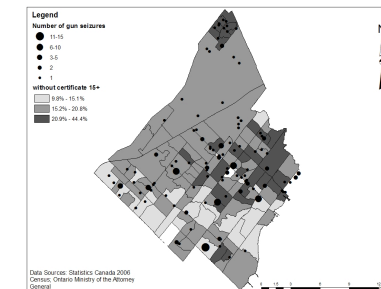 Legend
Number of gun seizures
11-15
6-10
3-5
2
1
without certificate 15+
9.8% - 15.1%
15.2% - 20.8%
20.9% - 44.4%
N
Data Sources: Statistics Canada 2006
Census; Ontario Ministry of the Attorney
General